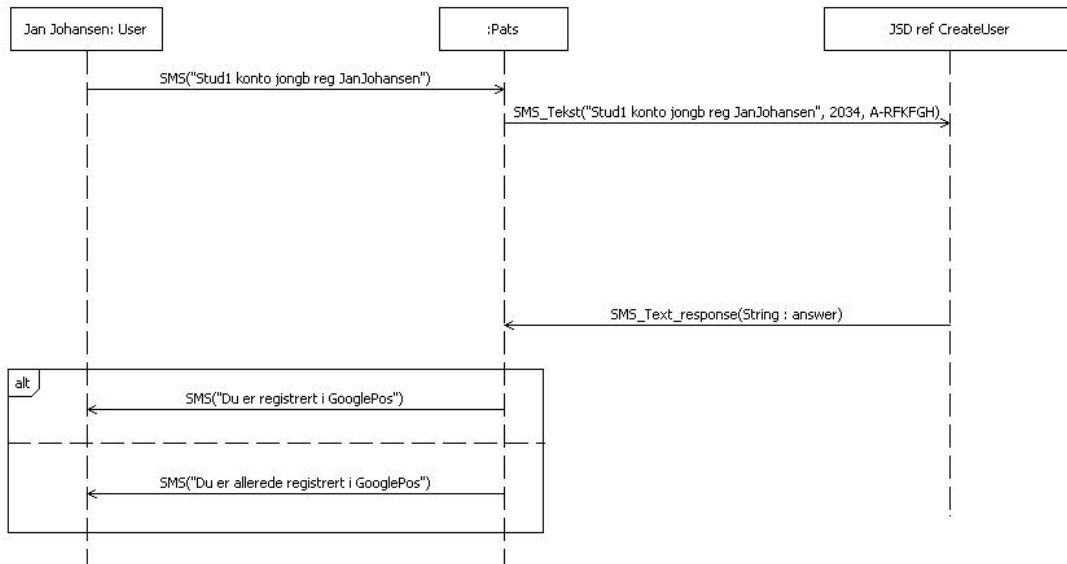 Jan Johansen: User
:Pats
JSD ref CreateUser
SMS("Stud1 konto jongb reg JanJohansen")
SMS_Tekst("Stud1 konto jongb reg JanJohansen", 2034, A-RFKFGH)
SMS_Text_response(String : answer)
alt
SMS("Du er registrert i GooglePos")
SMS("Du er allerede registrert i GooglePos")